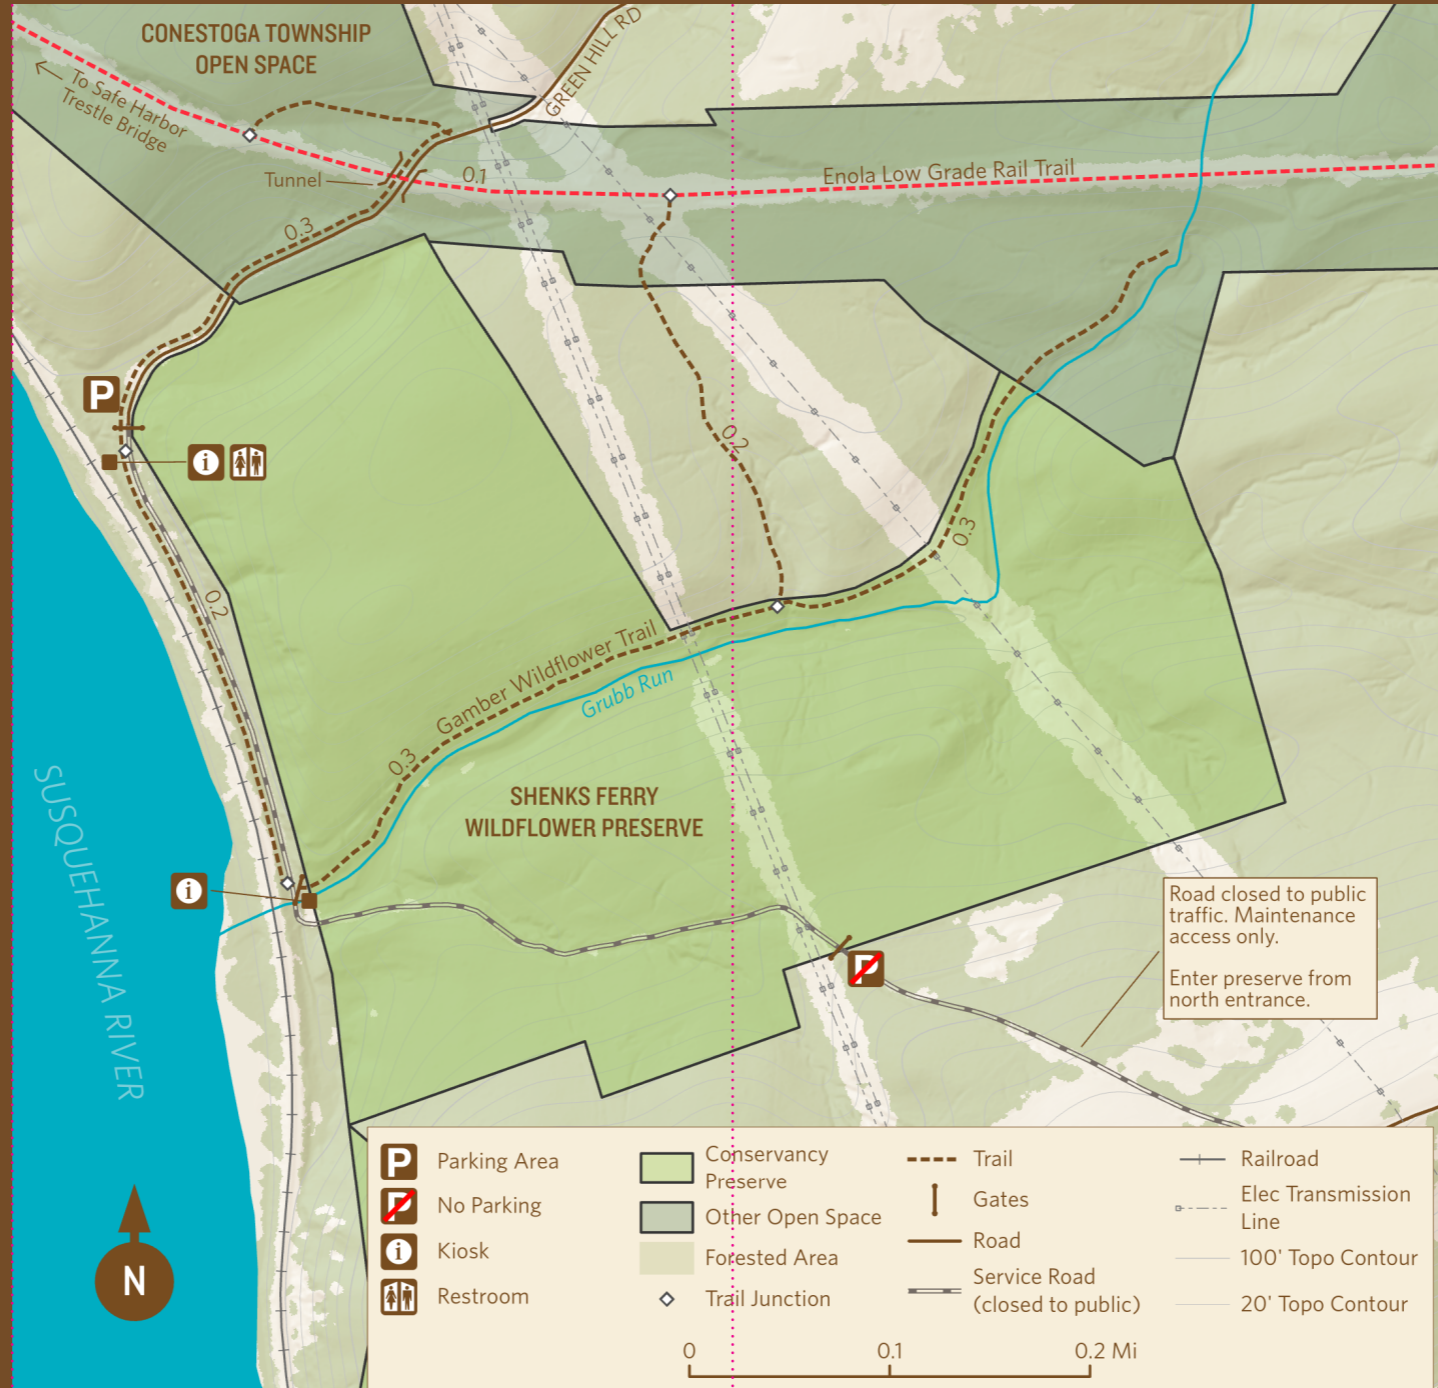 CONESTOGA TOWNSHIP
OPEN SPACE
GREEN HILL RD
To Safe Harbor
Trestle Bridge
Tunnel
0.1
Enola Low Grade Rail Trail
0.3
P
i
0.2
0.2
0.3
Gamber Wildflower Trail
Grubb Run
0.3
SHENKS FERRY
WILDFLOWER PRESERVE
SUSQUEHANNA RIVER
i
P
Road closed to public
traffic. Maintenance
access only.
Enter preserve from
north entrance.
N
P Parking Area
P No Parking
i Kiosk
Restroom
Conservancy
Preserve
Other Open Space
Forested Area
Trail Junction
Trail
Gates
Road
Service Road
(closed to public)
Railroad
Elec Transmission
Line
100' Topo Contour
20' Topo Contour
0 0.1 0.2 Mi